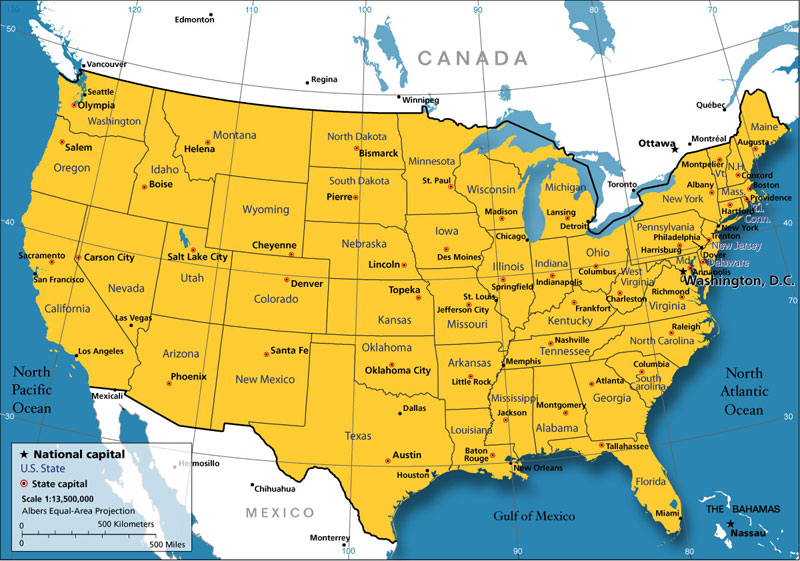 120
110
100
90
80
70
50
50
Edmonton
CANADA
Vancouver
Regina
Winnipeg
Québec
Seattle
Olympia
Washington
Montana
Helena
North Dakota
Bismarck
Minnesota
St. Paul
Ottawa
Montréal
Maine
Augusta
Montpelier
Vt.
N.H.
Concord
Salem
Oregon
Idaho
Boise
South Dakota
Pierre
Wisconsin
Madison
Michigan
Lansing
Detroit
Toronto
Albany
New York
Mass.
Boston
Providence
Hartford
R.I.
Conn.
Wyoming
Cheyenne
Nebraska
Lincoln
Iowa
Des Moines
Chicago
Pennsylvania
Harrisburg
Philadelphia
New York
Trenton
New Jersey
Dover
Delaware
Md.
Annapolis
Washington, D.C.
40
40
Sacramento
San Francisco
Carson City
Nevada
Salt Lake City
Utah
Denver
Colorado
Topeka
Kansas
Illinois
Springfield
Indiana
Indianapolis
Ohio
Columbus
West
Virginia
Charleston
Richmond
Virginia
70
California
Las Vegas
St. Louis
Jefferson City
Missouri
Frankfort
Kentucky
Raleigh
North Carolina
Los Angeles
Arizona
Phoenix
Santa Fe
New Mexico
Oklahoma
Oklahoma City
Arkansas
Little Rock
Memphis
Nashville
Tennessee
Columbia
South
Carolina
North
Pacific
Ocean
North
Atlantic
Ocean
Mexicali
Dallas
Texas
Austin
Houston
Louisiana
Baton
Rouge
New Orleans
Mississippi
Jackson
Montgomery
Alabama
Atlanta
Georgia
Tallahassee
Florida
Miami
30
30
Hermosillo
Chihuahua
MEXICO
Monterrey
Gulf of Mexico
THE BAHAMAS
Nassau
100
90
80
National capital
U.S. State
State capital
Scale 1:13,500,000
Albers Equal-Area Projection
0 500 Kilometers
0 500 Miles